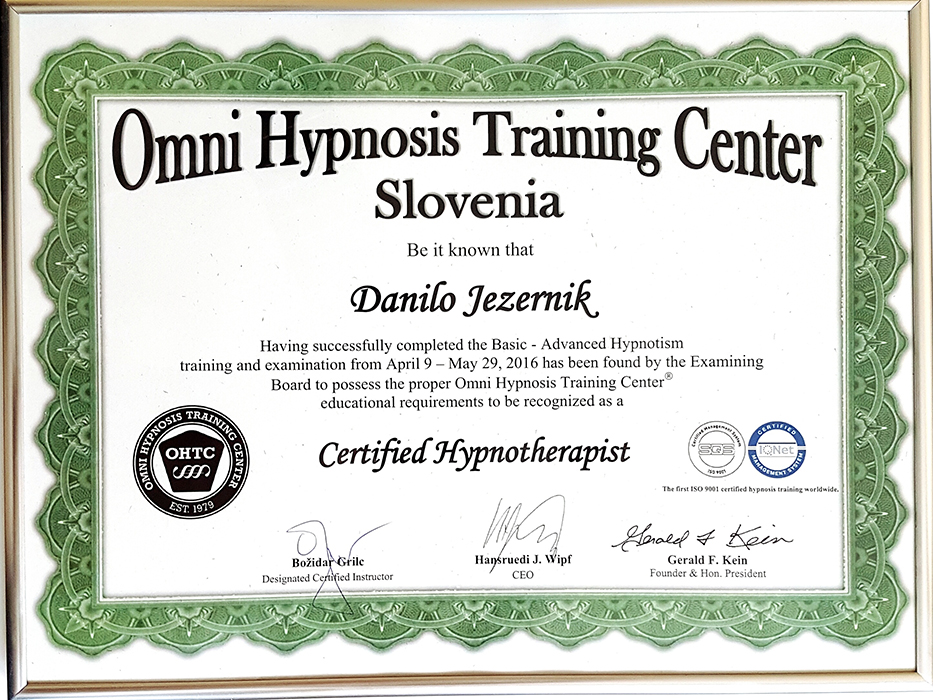 Omni Hypnosis Training Center
Slovenia
Be it known that
Danilo Jezernik
Having successfully completed the Basic - Advanced Hypnotism
training and examination from April 9 – May 29, 2016 has been found by the Examining
Board to possess the proper Omni Hypnosis Training Center®
educational requirements to be recognized as a
Certified Hypnotherapist
OMNI HYPNOSIS TRAINING CENTER
OHTC
EST. 1979
Certified Management System
SGS
ISO 9001
CERTIFIED
IQNet
MANAGEMENT SYSTEM
The first ISO 9001 certified hypnosis training worldwide.
Gerald F Kein
Božidar Grilc
Designated Certified Instructor
Hansruedi J. Wipf
CEO
Gerald F. Kein
Founder & Hon. President